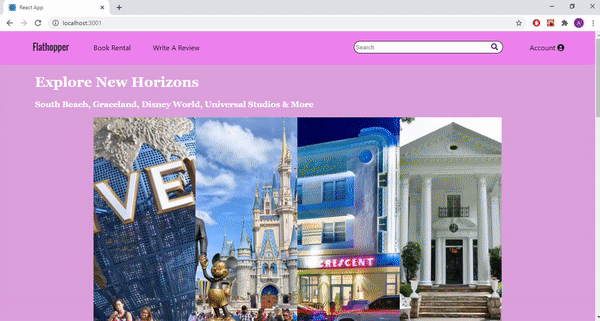 React App
localhost:3001
A
Flathopper
Book Rental
Write A Review
Search
Account
Explore New Horizons
South Beach, Graceland, Disney World, Universal Studios & More
IVE
CRESCENT